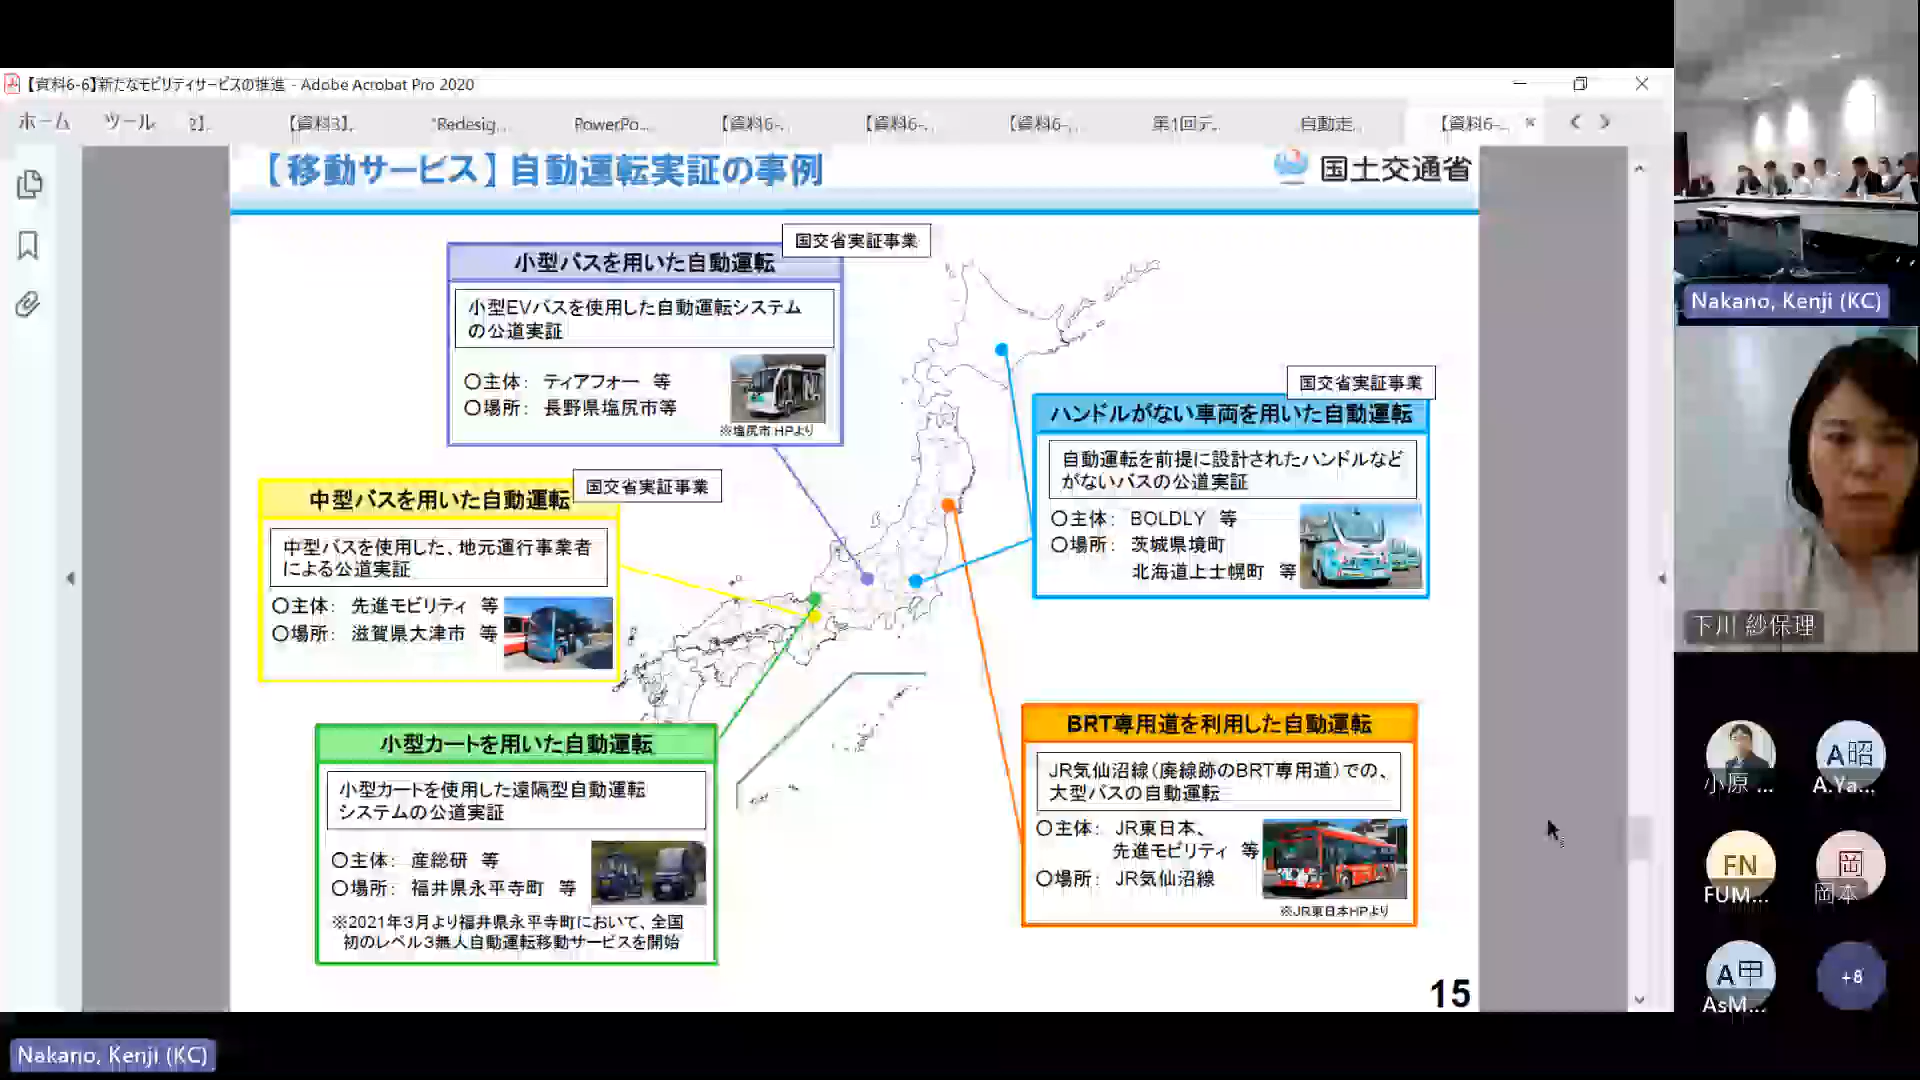 【資料6-6】新たなモビリティサービスの推進 - Adobe Acrobat Pro 2020
ホーム ツール 2]. 【資料3】. "Redesig... PowerPo... 【資料6-... 【資料6-... 【資料6-... 第1回デ... 自動走... 【資料6-... ×
【移動サービス】自動運転実証の事例
国土交通省
国交省実証事業
小型バスを用いた自動運転
小型EVバスを使用した自動運転システム
の公道実証
〇主体: ティアフォー 等
〇場所: 長野県塩尻市等
※塩尻市HPより
国交省実証事業
ハンドルがない車両を用いた自動運転
自動運転を前提に設計されたハンドルなど
がないバスの公道実証
〇主体: BOLDLY 等
〇場所: 茨城県境町
北海道上士幌町 等
国交省実証事業
中型バスを用いた自動運転
中型バスを使用した、地元運行事業者
による公道実証
〇主体: 先進モビリティ 等
〇場所: 滋賀県大津市 等
小型カートを用いた自動運転
小型カートを使用した遠隔型自動運転
システムの公道実証
〇主体: 産総研 等
〇場所: 福井県永平寺町 等
※2021年3月より福井県永平寺町において、全国
初のレベル3無人自動運転移動サービスを開始
BRT専用道を利用した自動運転
JR気仙沼線(廃線跡のBRT専用道)での、
大型バスの自動運転
〇主体: JR東日本、
先進モビリティ 等
〇場所: JR気仙沼線
※JR東日本HPより
15
Nakano, Kenji (KC)
Nakano, Kenji (KC)
下川 紗保理
A昭
小原 ...
A.Ya...
FN
岡
FUM...
岡本
A甲
+8
AsM...